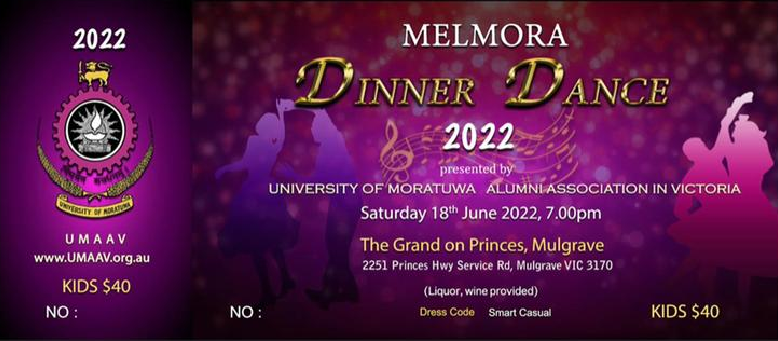 2022
UNIVERSITY OF MORATUWA
UMAAV
www.UMAAV.org.au
KIDS $40
NO :
MELMORA
DINNER DANCE
2022
presented by
UNIVERSITY OF MORATUWA ALUMNI ASSOCIATION IN VICTORIA
Saturday 18th June 2022, 7.00pm
The Grand on Princes, Mulgrave
2251 Princes Hwy Service Rd, Mulgrave VIC 3170
(Liquor, wine provided)
NO :
Dress Code Smart Casual
KIDS $40